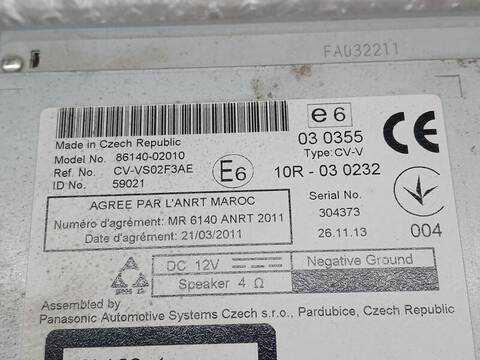 FA032211
Made in Czech Republic
Model No. 86140-02010
Ref. No. CV-VS02F3AE
ID No. 59021
e6
03 0355
Type: CV-V
CE
E6
10R - 03 0232
AGREE PAR L'ANRT MAROC
Numéro d'agrément: MR 6140 ANRT 2011
Date d'agrément: 21/03/2011
Serial No.
304373
26.11.13
004
DC 12V
Negative Ground
Speaker 4 Ω
Assembled by
Panasonic Automotive Systems Czech s.r.o., Pardubice, Czech Republic